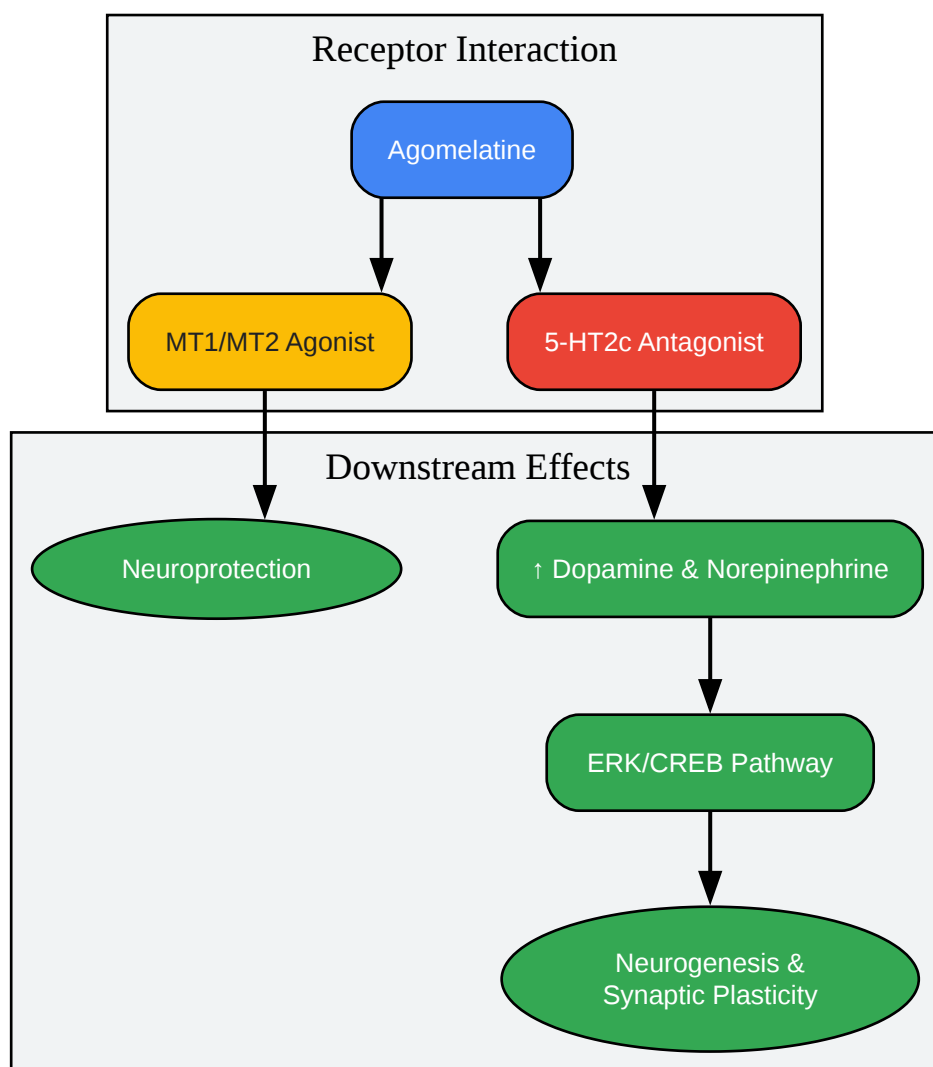 Receptor Interaction
Agomelatine
MT1/MT2 Agonist
5-HT2c Antagonist
Downstream Effects
Neuroprotection
↑ Dopamine & Norepinephrine
ERK/CREB Pathway
Neurogenesis &
Synaptic Plasticity